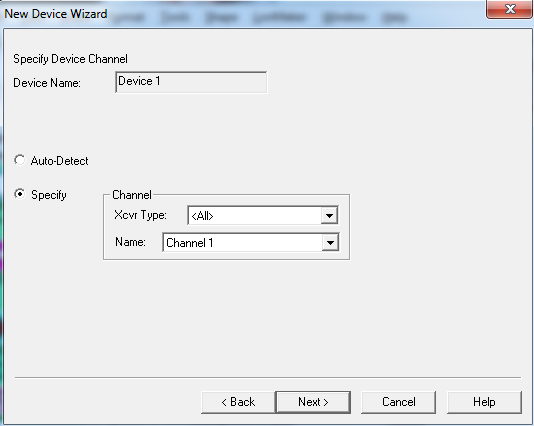 New Device Wizard
Specify Device Channel
Device Name: Device 1
Auto-Detect
Specify
Channel
Xcvr Type: <All>
Name: Channel 1
< Back Next > Cancel Help